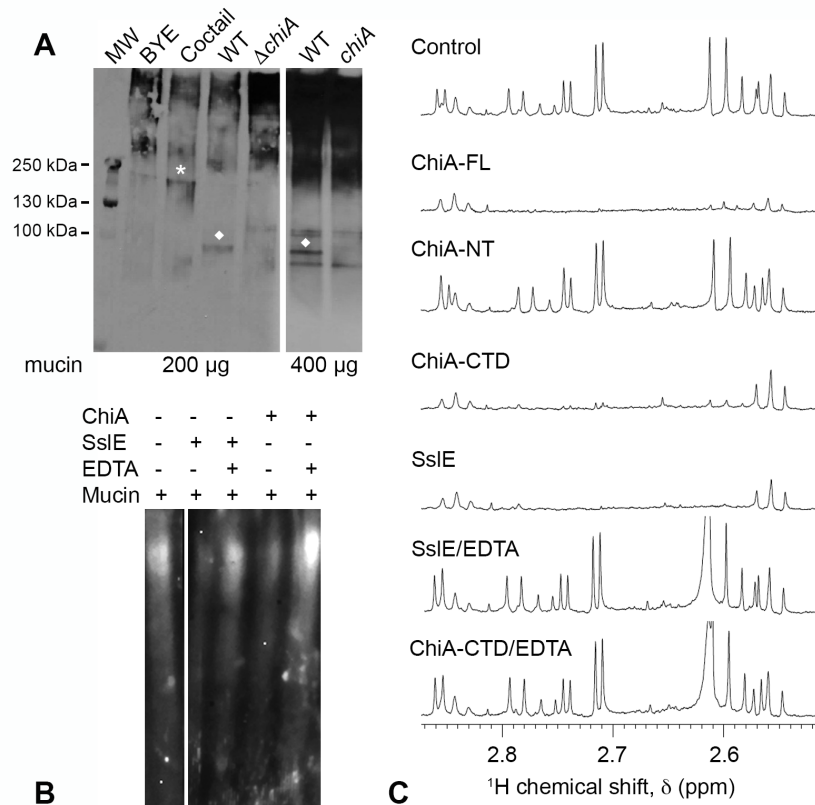 A
MW
BYE
Coctail
WT
ΔchiA
WT
chiA
*
250 kDa
130 kDa
100 kDa
mucin
200 µg
400 µg
ChiA - - - + +
SslE - + + - -
EDTA - - + - +
Mucin + + + + +
B
Control
ChiA-FL
ChiA-NT
ChiA-CTD
SslE
SslE/EDTA
ChiA-CTD/EDTA
2.8 2.7 2.6
¹H chemical shift, δ (ppm)
C